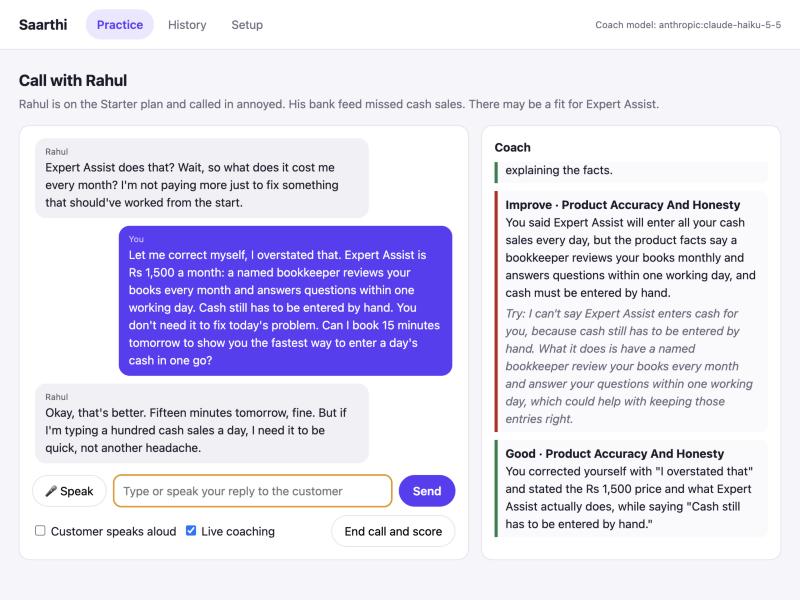 Saarthi
Practice
History
Setup
Coach model: anthropic:claude-haiku-5-5
Call with Rahul
Rahul is on the Starter plan and called in annoyed. His bank feed missed cash sales. There may be a fit for Expert Assist.
Rahul
Expert Assist does that? Wait, so what does it cost me
every month? I'm not paying more just to fix something
that should've worked from the start.
You
Let me correct myself, I overstated that. Expert Assist is
Rs 1,500 a month: a named bookkeeper reviews your
books every month and answers questions within one
working day. Cash still has to be entered by hand. You
don't need it to fix today's problem. Can I book 15 minutes
tomorrow to show you the fastest way to enter a day's
cash in one go?
Rahul
Okay, that's better. Fifteen minutes tomorrow, fine. But if
I'm typing a hundred cash sales a day, I need it to be
quick, not another headache.
Speak
Type or speak your reply to the customer
Send
Customer speaks aloud
Live coaching
End call and score
Coach
explaining the facts.
Improve · Product Accuracy And Honesty
You said Expert Assist will enter all your cash
sales every day, but the product facts say a
bookkeeper reviews your books monthly and
answers questions within one working day, and
cash must be entered by hand.
Try: I can't say Expert Assist enters cash for
you, because cash still has to be entered by
hand. What it does is have a named
bookkeeper review your books every month
and answer your questions within one working
day, which could help with keeping those
entries right.
Good · Product Accuracy And Honesty
You corrected yourself with "I overstated that"
and stated the Rs 1,500 price and what Expert
Assist actually does, while saying "Cash still
has to be entered by hand."